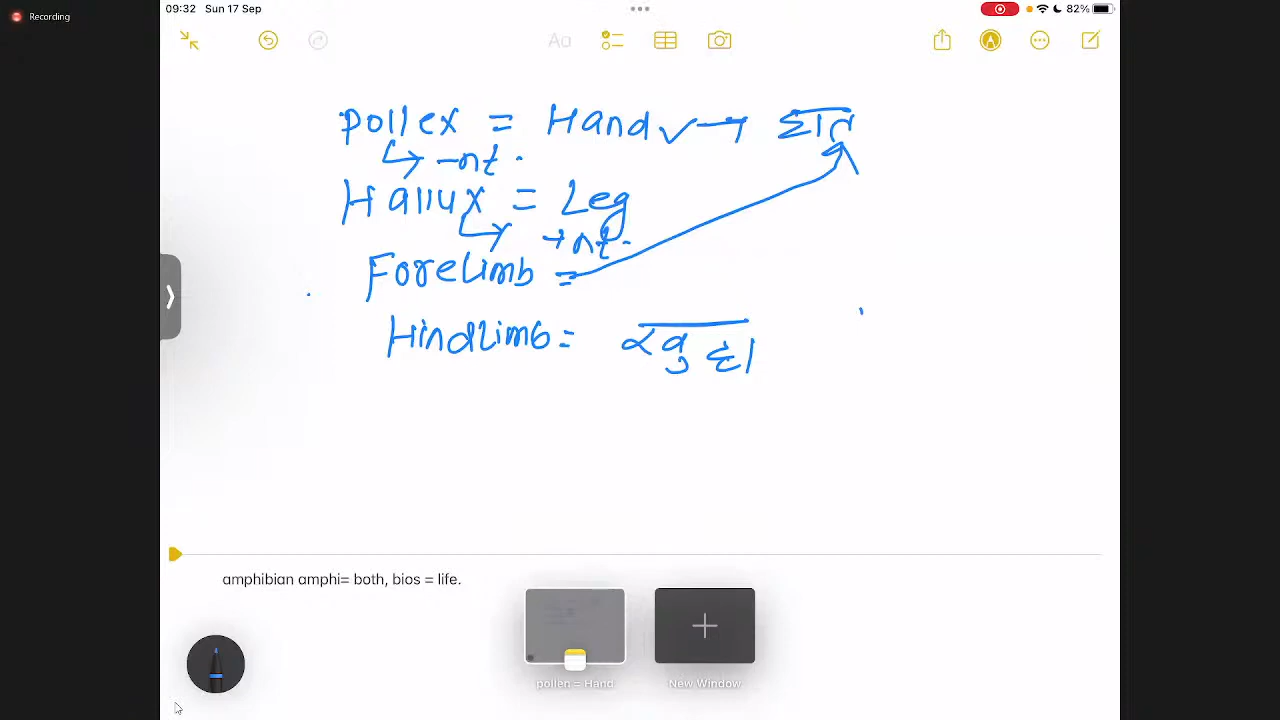 Recording
09:32 Sun 17 Sep
82%
Aa
pollex = Hand ✓ →
↳ -nt.
Hallux = Leg
↳ +nt.
Forelimb =
HindLimb =
amphibian amphi= both, bios = life.
pollen = Hand
New Window